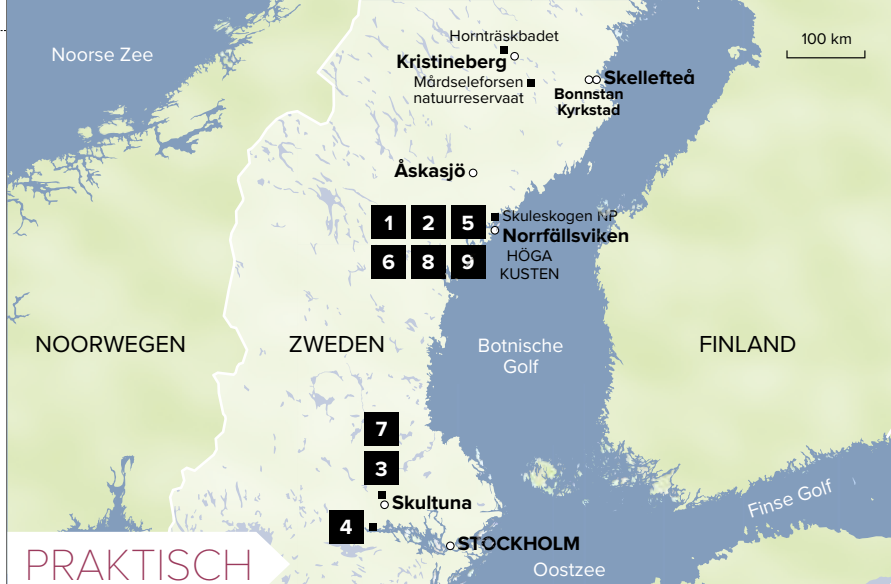 Noorse Zee
Hornträskbadet
Kristineberg
Mårdseleforsen
natuurreservaat
Skellefteå
Bonnstan
Kyrkstad
100 km
Åskasjö
1 2 5
Skuleskogen NP
Norrfällsviken
6 8 9
HÖGA
KUSTEN
NOORWEGEN
ZWEDEN
Botnische
Golf
FINLAND
7
3
Skultuna
4
STOCKHOLM
Finse Golf
Oostzee
PRAKTISCH